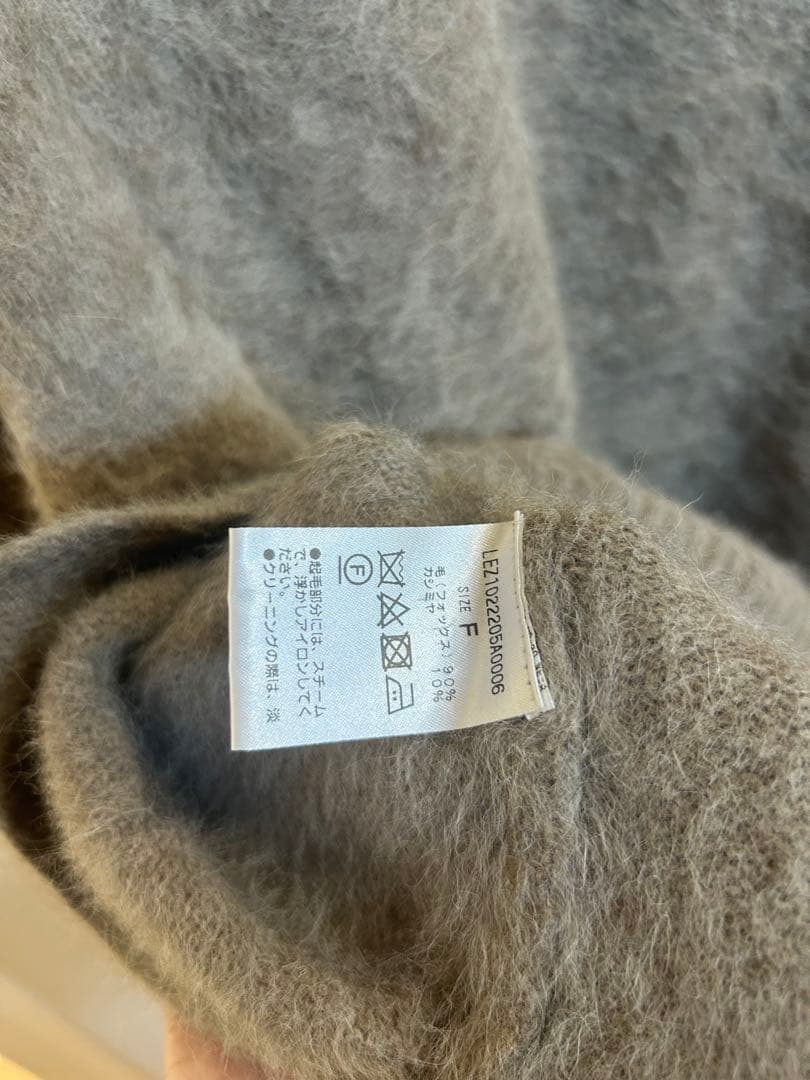 LEZ1022205A0006
SIZE F
毛(フォックス) 90%
カシミヤ 10%
F
●起毛部分には、スチーム
で、浮かしアイロンしてく
ださい。
●クリーニングの際は 淡